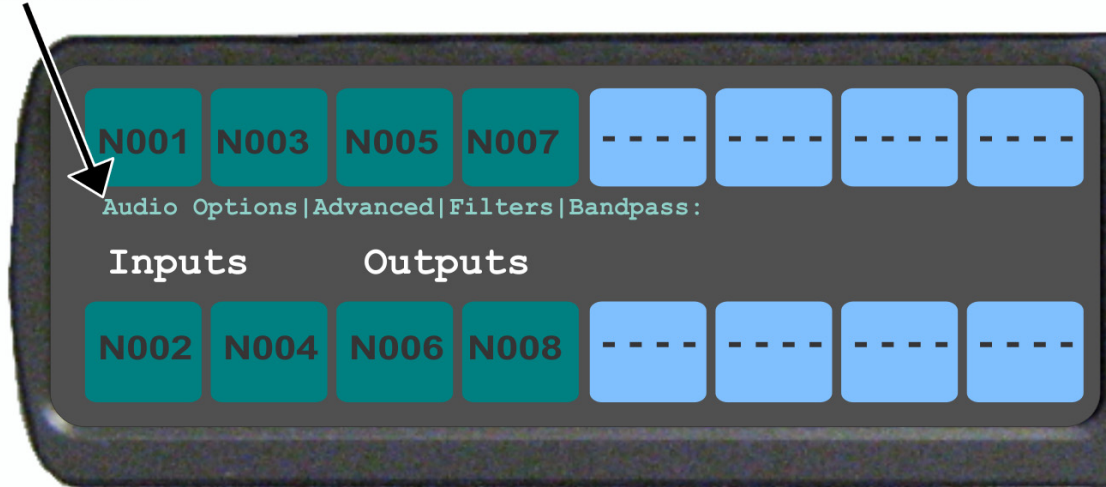 N001 N003 N005 N007 ---- ---- ---- ----
Audio Options|Advanced|Filters|Bandpass:
Inputs Outputs
N002 N004 N006 N008 ---- ---- ---- ----